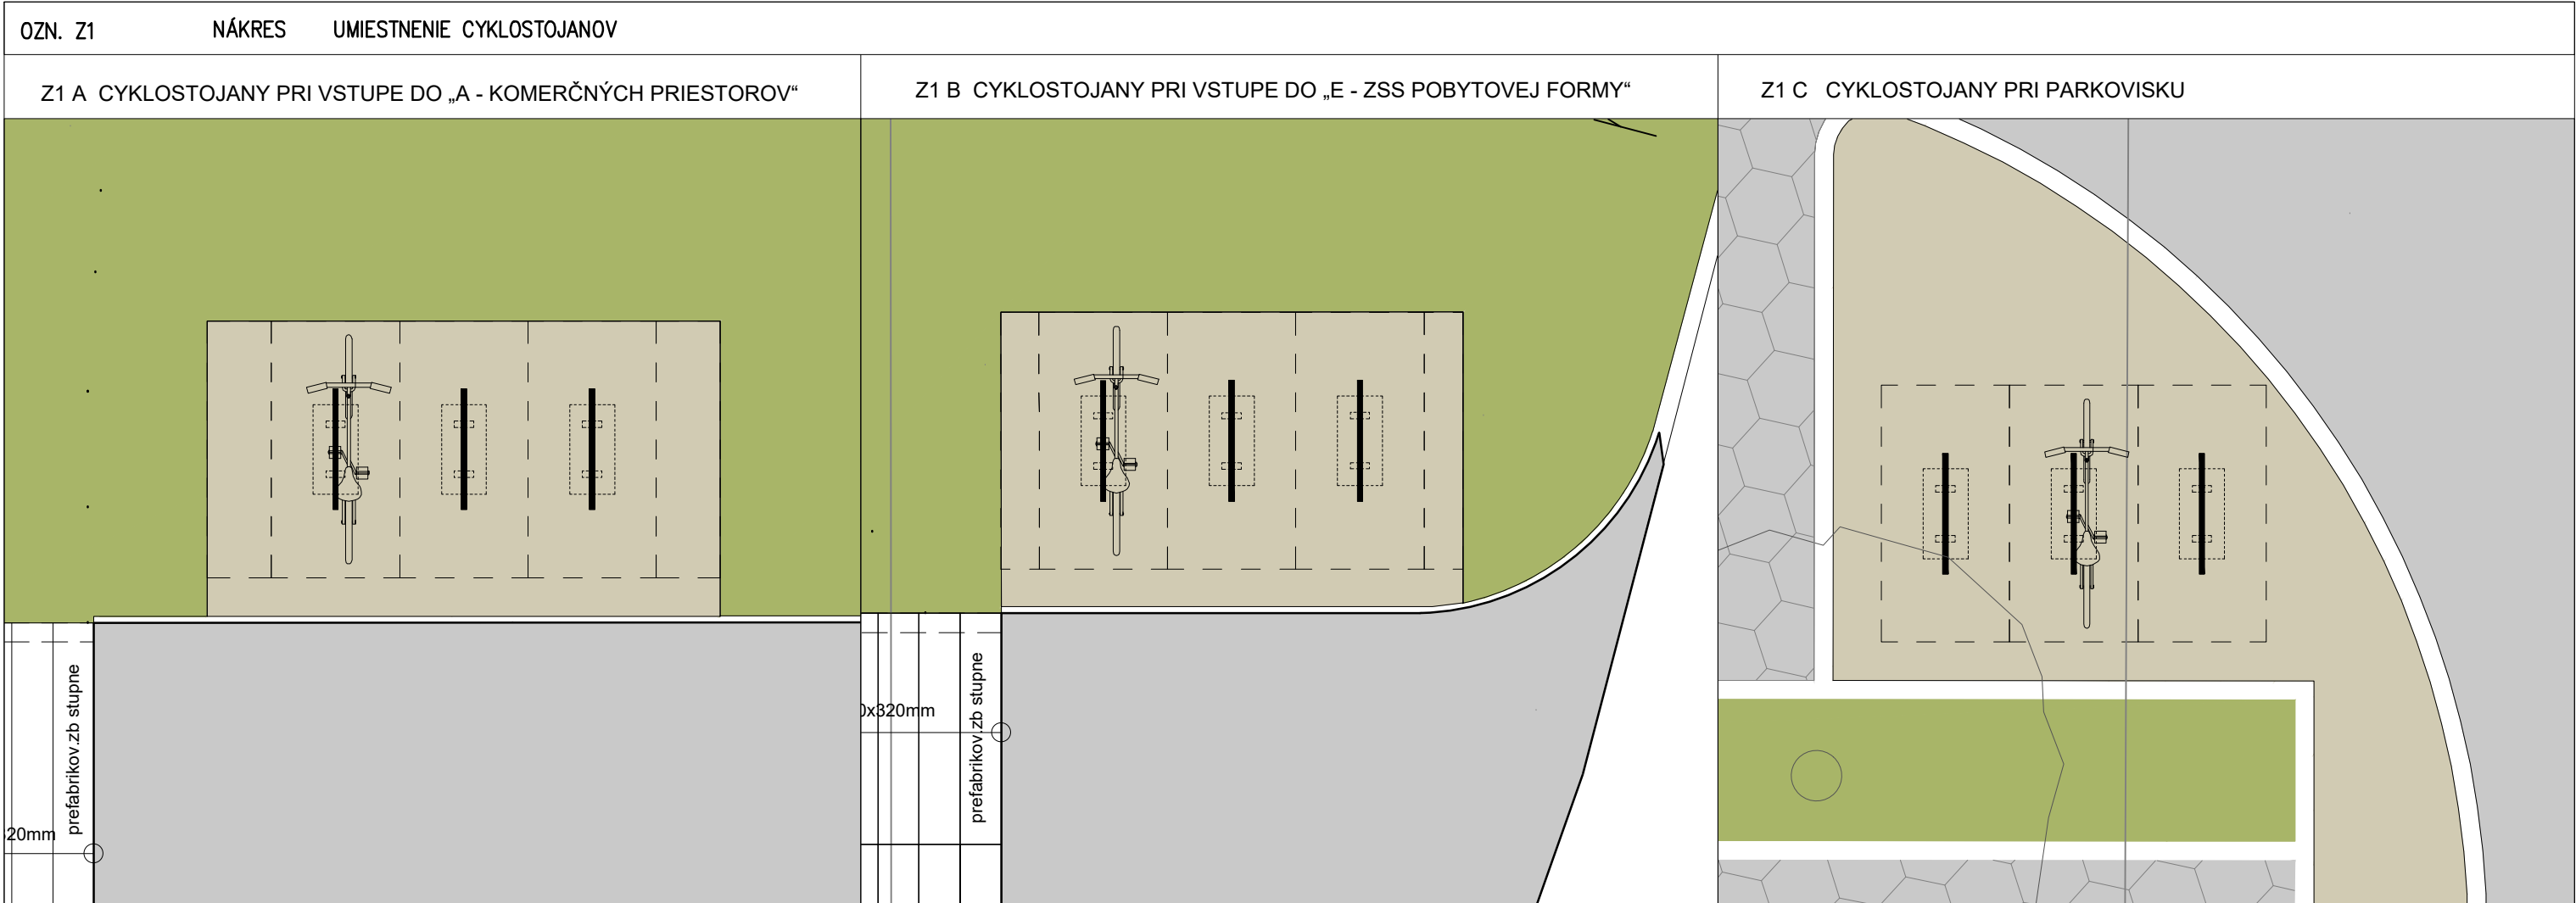 OZN. Z1 NÁKRES UMIESTNENIE CYKLOSTOJANOV
Z1 A CYKLOSTOJANY PRI VSTUPE DO „A - KOMERČNÝCH PRIESTOROV“
Z1 B CYKLOSTOJANY PRI VSTUPE DO „E - ZSS POBYTOVEJ FORMY“
Z1 C CYKLOSTOJANY PRI PARKOVISKU
prefabrikov.zb stupne
20mm
prefabrikov.zb stupne
0x320mm